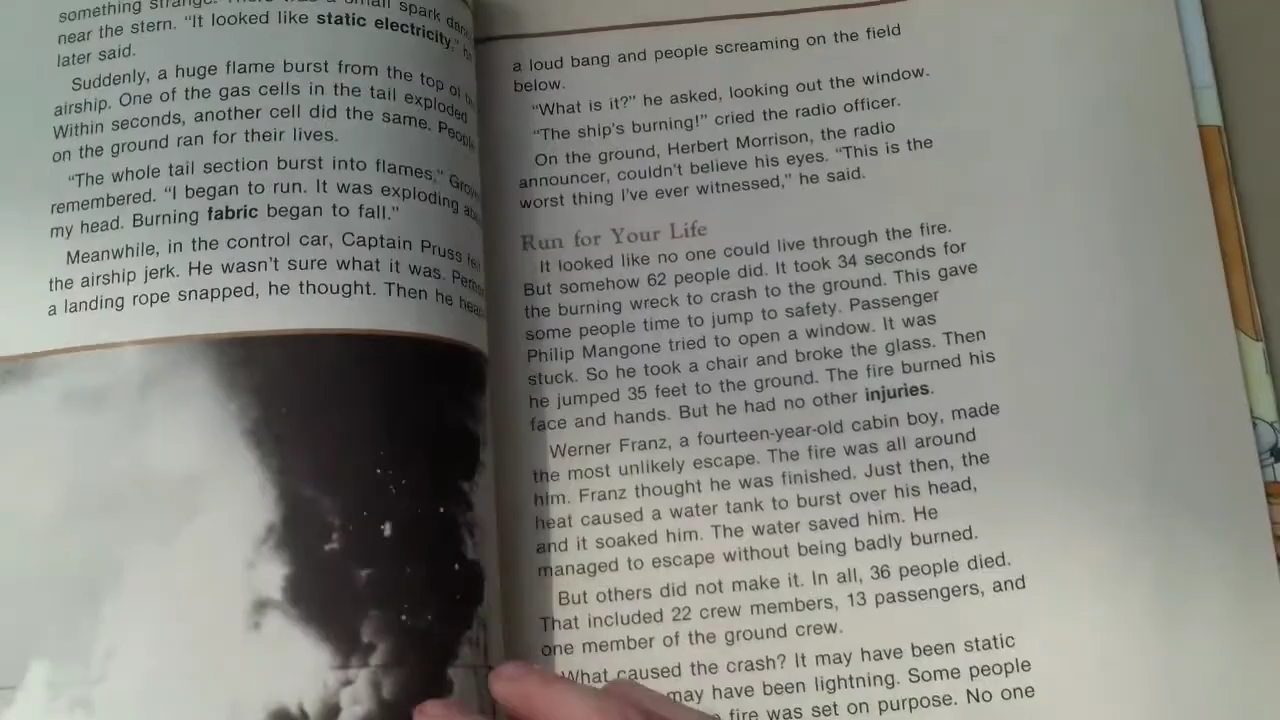 something strange. There was a small spark
near the stern. "It looked like static electricity,"
later said.
Suddenly, a huge flame burst from the top of
airship. One of the gas cells in the tail exploded
Within seconds, another cell did the same. People
on the ground ran for their lives.
"The whole tail section burst into flames,"
remembered. "I began to run. It was exploding
my head. Burning fabric began to fall."
Meanwhile, in the control car, Captain Pruss
the airship jerk. He wasn't sure what it was.
a landing rope snapped, he thought. Then he
a loud bang and people screaming on the field
below.
"What is it?" he asked, looking out the window.
"The ship's burning!" cried the radio officer.
On the ground, Herbert Morrison, the radio
announcer, couldn't believe his eyes. "This is the
worst thing I've ever witnessed," he said.
Run for Your Life
It looked like no one could live through the fire.
But somehow 62 people did. It took 34 seconds for
the burning wreck to crash to the ground. This gave
some people time to jump to safety. Passenger
Philip Mangone tried to open a window. It was
stuck. So he took a chair and broke the glass. Then
he jumped 35 feet to the ground. The fire burned his
face and hands. But he had no other injuries.
Werner Franz, a fourteen-year-old cabin boy, made
the most unlikely escape. The fire was all around
him. Franz thought he was finished. Just then, the
heat caused a water tank to burst over his head,
and it soaked him. The water saved him. He
managed to escape without being badly burned.
But others did not make it. In all, 36 people died.
That included 22 crew members, 13 passengers, and
one member of the ground crew.
What caused the crash? It may have been static
may have been lightning. Some people
fire was set on purpose. No one